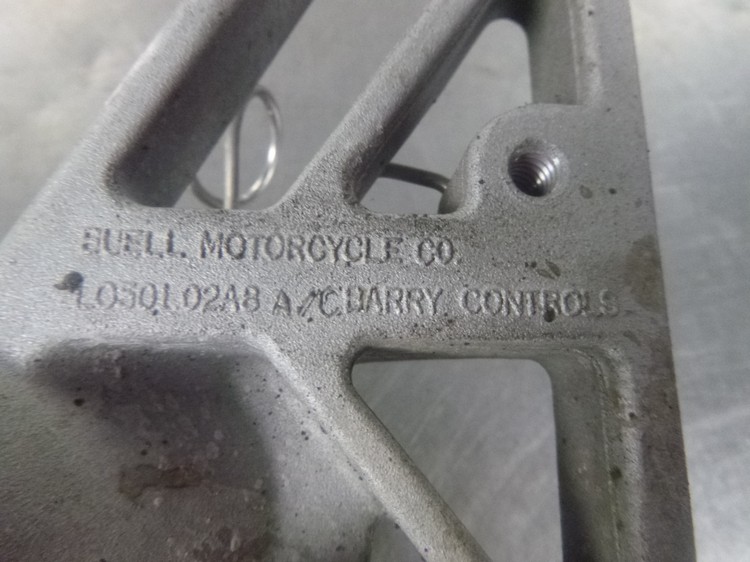 BUELL MOTORCYCLE CO.
L0501.02A8 A/C BARRY CONTROLS